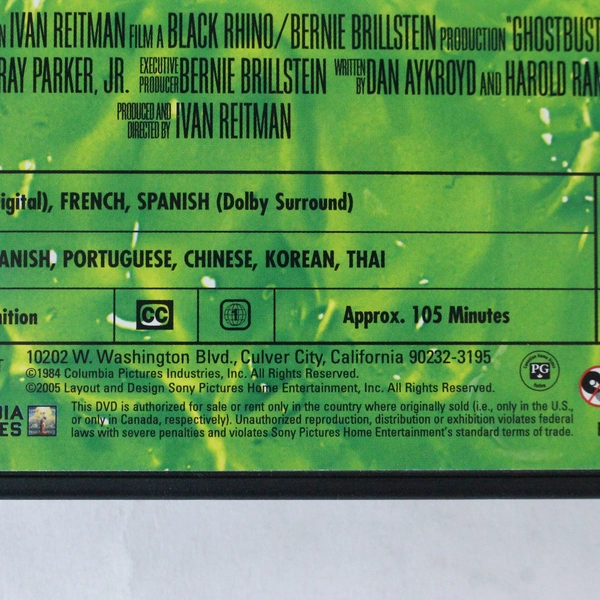 IVAN REITMAN FILM A BLACK RHINO/BERNIE BRILLSTEIN PRODUCTION "GHOSTBUST
RAY PARKER, JR. EXECUTIVE PRODUCER BERNIE BRILLSTEIN WRITTEN BY DAN AYKROYD AND HAROLD RAM
PRODUCED AND DIRECTED BY IVAN REITMAN
igital), FRENCH, SPANISH (Dolby Surround)
ANISH, PORTUGUESE, CHINESE, KOREAN, THAI
nition CC 1 Approx. 105 Minutes
10202 W. Washington Blvd., Culver City, California 90232-3195
©1984 Columbia Pictures Industries, Inc. All Rights Reserved.
©2005 Layout and Design Sony Pictures Home Entertainment, Inc. All Rights Reserved.
PG
This DVD is authorized for sale or rent only in the country where originally sold (i.e., only in the U.S.,
or only in Canada, respectively). Unauthorized reproduction, distribution or exhibition violates federal
laws with severe penalties and violates Sony Pictures Home Entertainment's standard terms of trade.